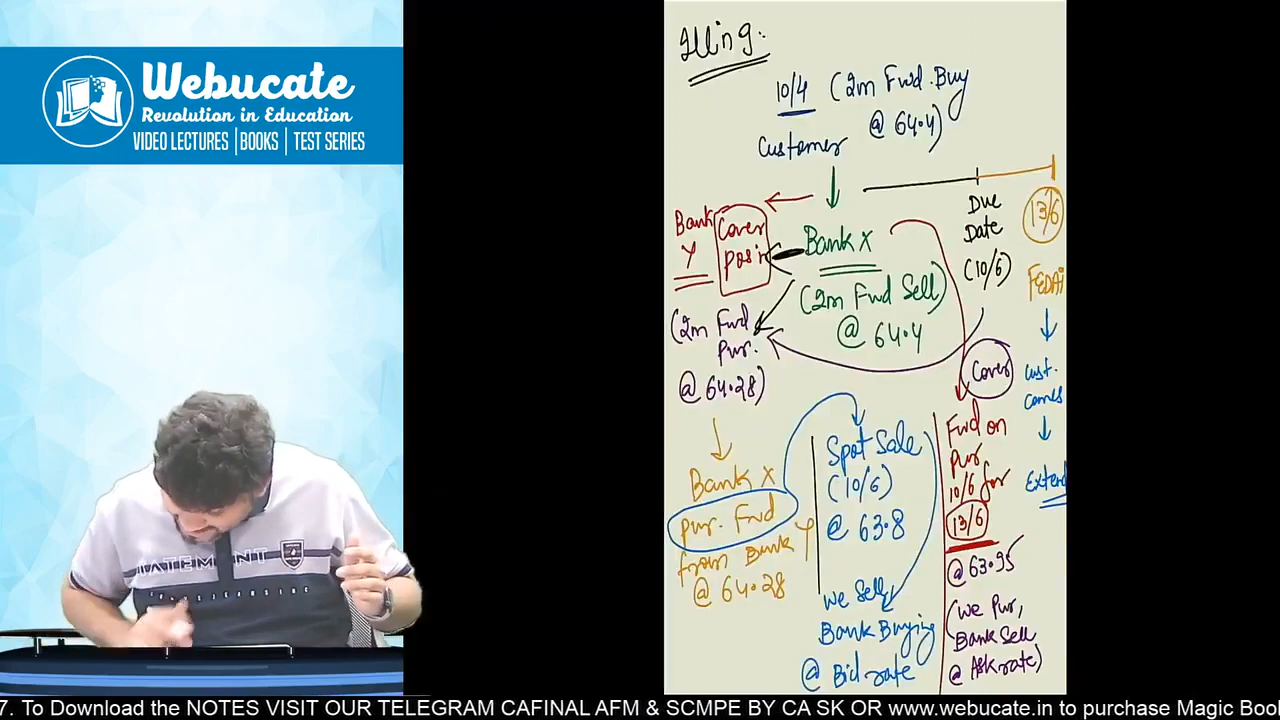 Webucate
Revolution in Education
VIDEO LECTURES | BOOKS | TEST SERIES
10/4 (2m Fwd. Buy
@ 64.4)
Customer
Bank
Y
Cover
posn
Bank X
(2m Fwd Sell)
@ 64.4
Due
Date
(10/6)
13/6
FEDAi
cust.
comes
Extend
(2m Fwd
Pur.
@ 64.28)
Cover
Bank X
pur. Fwd
from Bank Y
@ 64.28
Spot Sale
(10/6)
@ 63.8
we sell
Bank Buying
@ Bid rate
Fwd on
pur
10/6 for
13/6
@ 63.95
(we Pur,
Bank Sell
@ Ask rate)
TATEMENT
7. To Download the NOTES VISIT OUR TELEGRAM CAFINAL AFM & SCMPE BY CA SK OR www.webucate.in to purchase Magic Boo